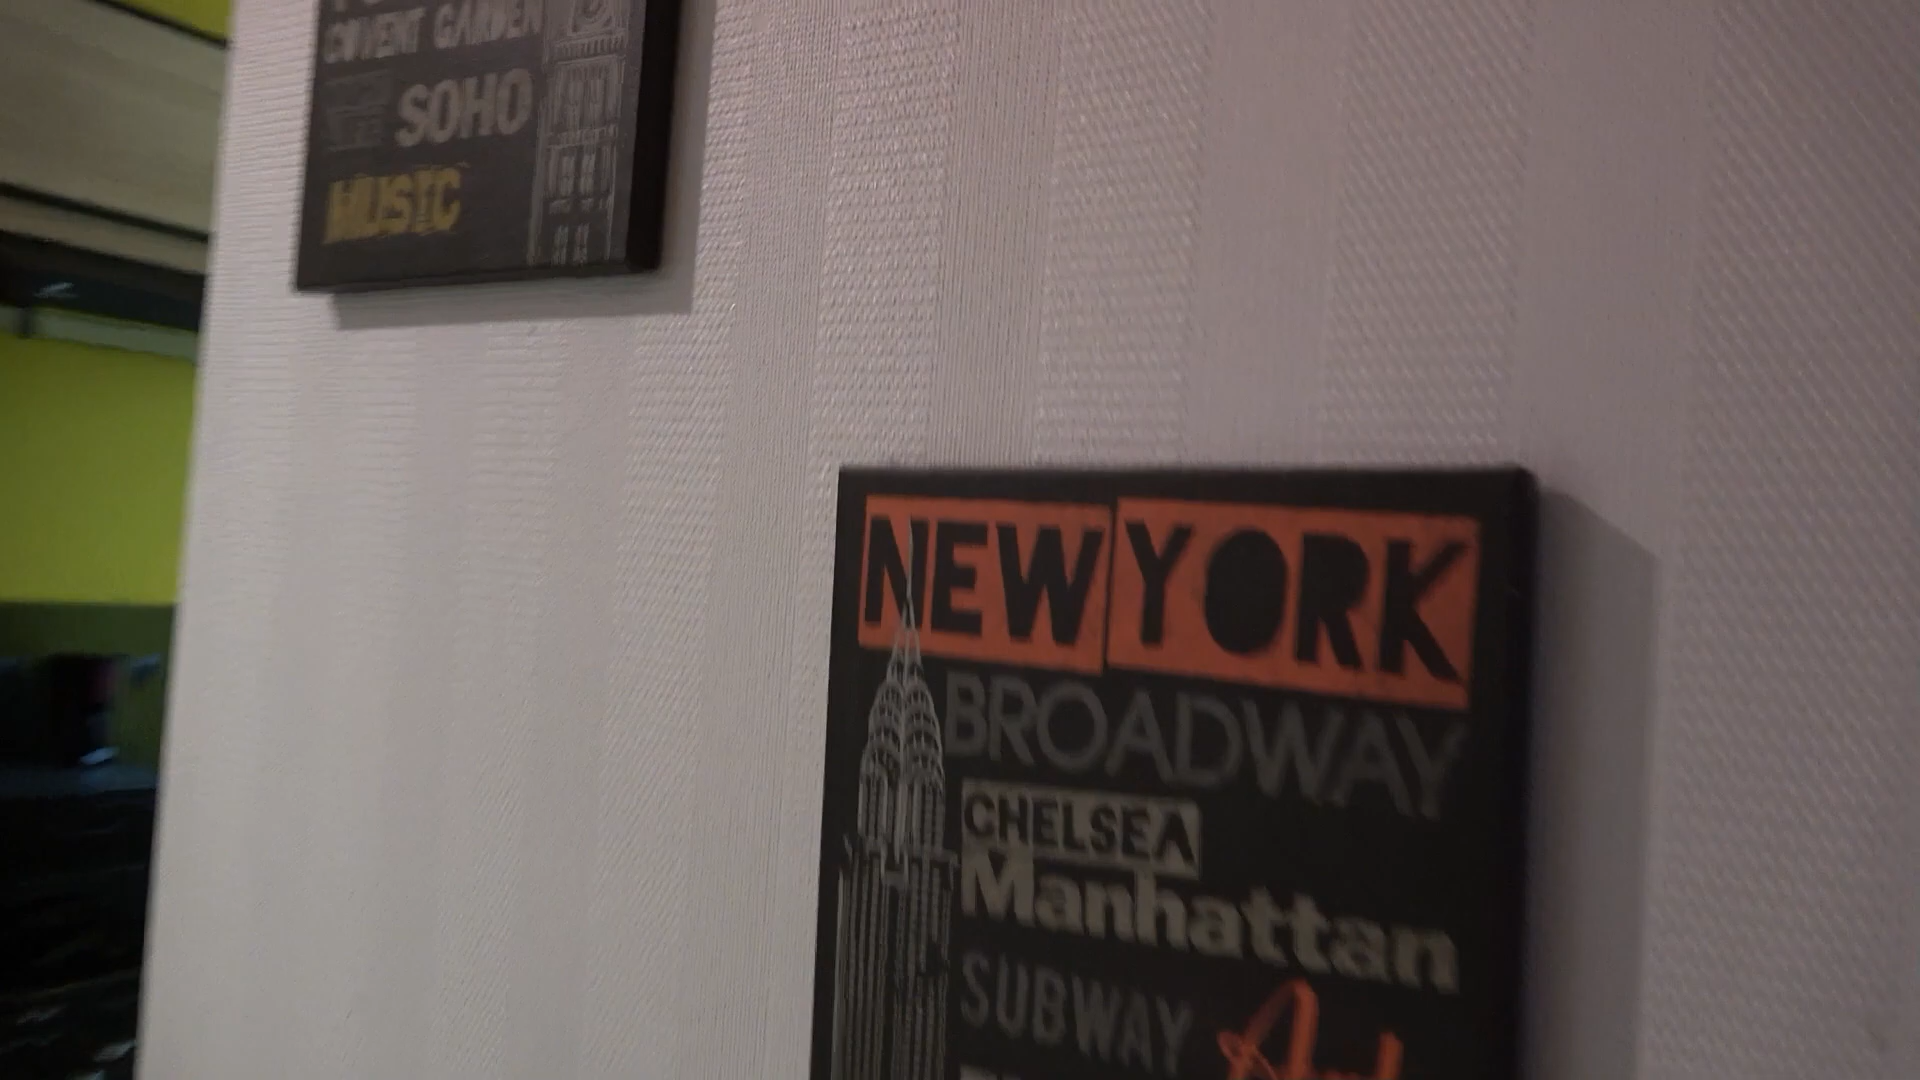 COVENT GARDEN
SOHO
MUSIC
NEW YORK
BROADWAY
CHELSEA
Manhattan
SUBWAY